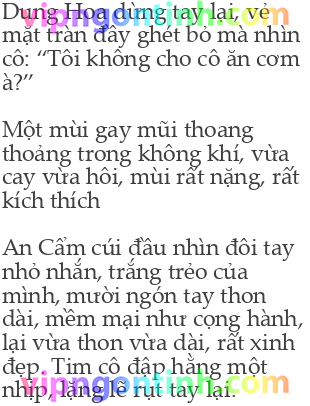 Dung Hoa dừng tay lại, vẻ
vipngontinh.com
mặt tràn đầy ghét bỏ mà nhìn
cô: “Tôi không cho cô ăn cơm
à?”
Một mùi gay mũi thoang
thoảng trong không khí, vừa
cay vừa hôi, mùi rất nặng, rất
kích thích
An Cẩm cúi đầu nhìn đôi tay
nhỏ nhắn, trắng trẻo của
mình, mười ngón tay thon
dài, mềm mại như cọng hành,
lại vừa thon vừa dài, rất xinh
đẹp. Tim cô đập hẫng một
vipngontinh.com
nhịp, lặng lẽ rụt tay lại.